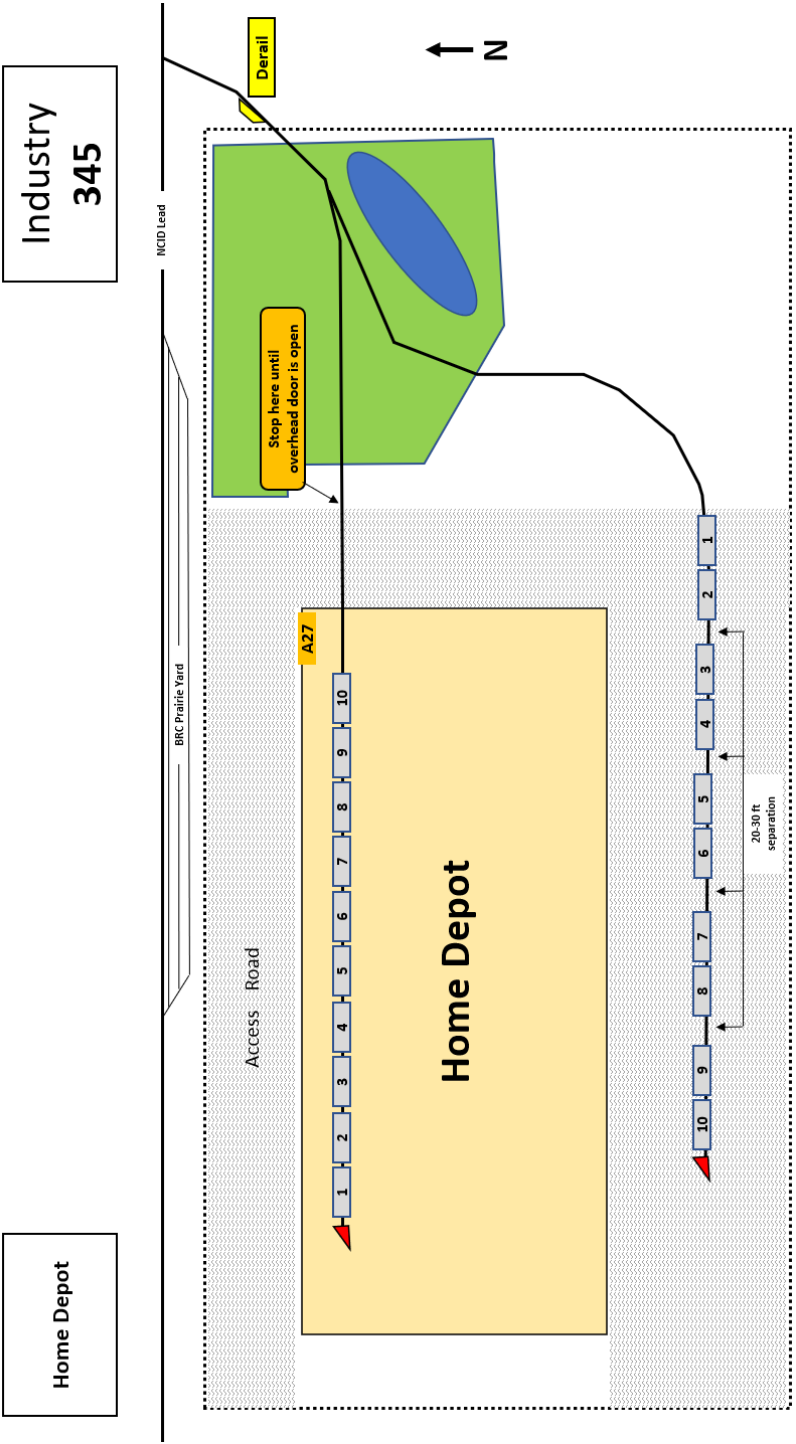 Industry
345
Home Depot
N
Derail
NCID Lead
BRC Prairie Yard
Stop here until
overhead door is open
Access Road
A27
10
9
8
7
6
5
4
3
2
1
Home Depot
1
2
3
4
5
6
7
8
9
10
20-30 ft
separation